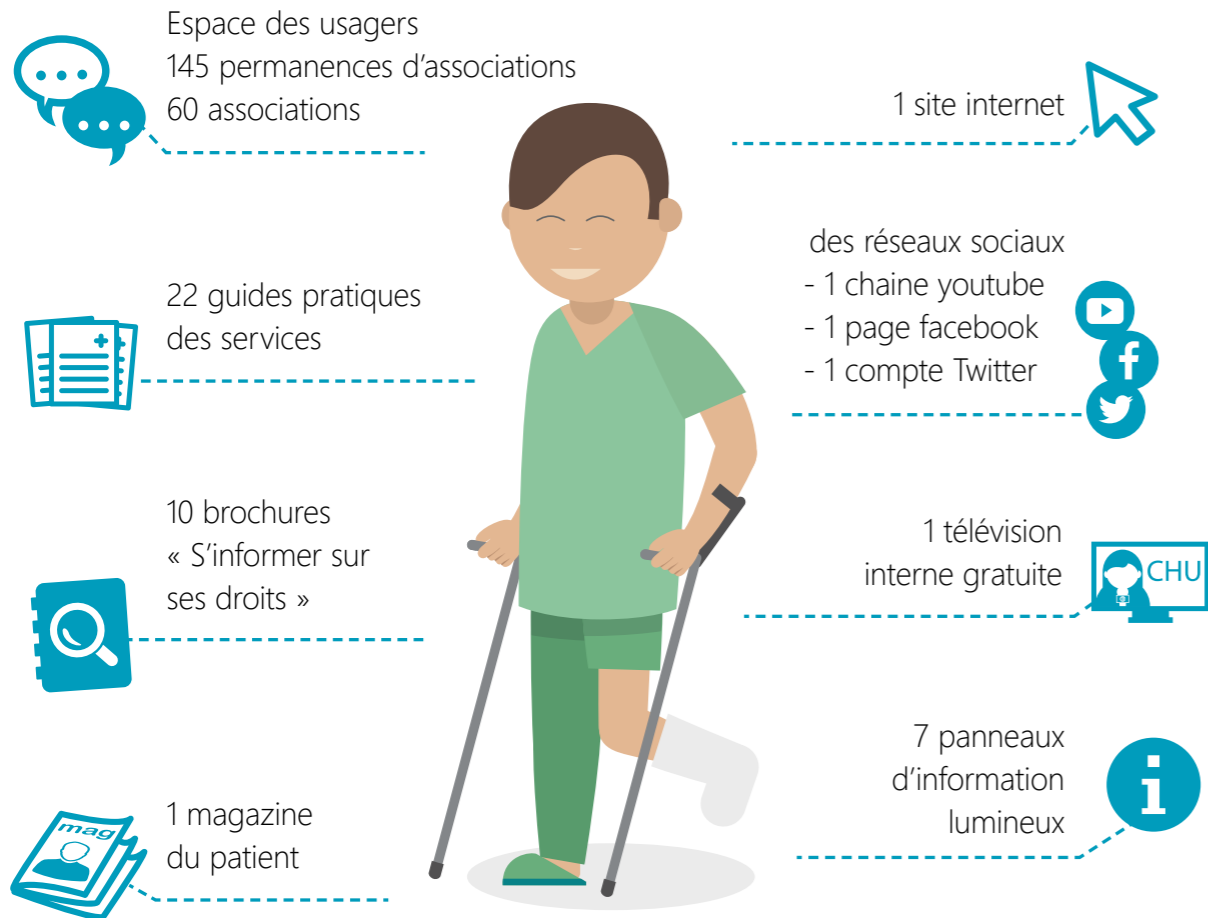 Espace des usagers
145 permanences d'associations
60 associations
1 site internet
des réseaux sociaux
- 1 chaine youtube
- 1 page facebook
- 1 compte Twitter
22 guides pratiques
des services
10 brochures
« S'informer sur
ses droits »
1 télévision
interne gratuite
CHU
7 panneaux
d'information
lumineux
i
mag
1 magazine
du patient